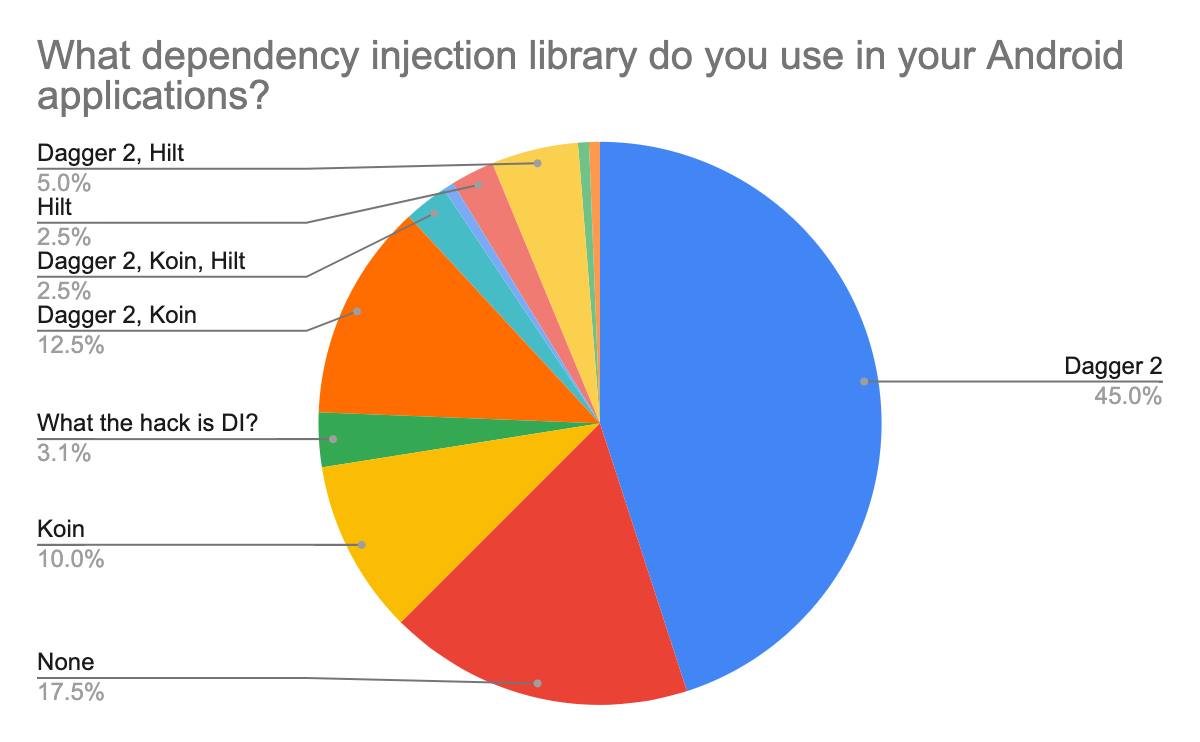 What dependency injection library do you use in your Android
applications?
Dagger 2, Hilt
5.0%
Hilt
2.5%
Dagger 2, Koin, Hilt
2.5%
Dagger 2, Koin
12.5%
What the hack is DI?
3.1%
Koin
10.0%
None
17.5%
Dagger 2
45.0%